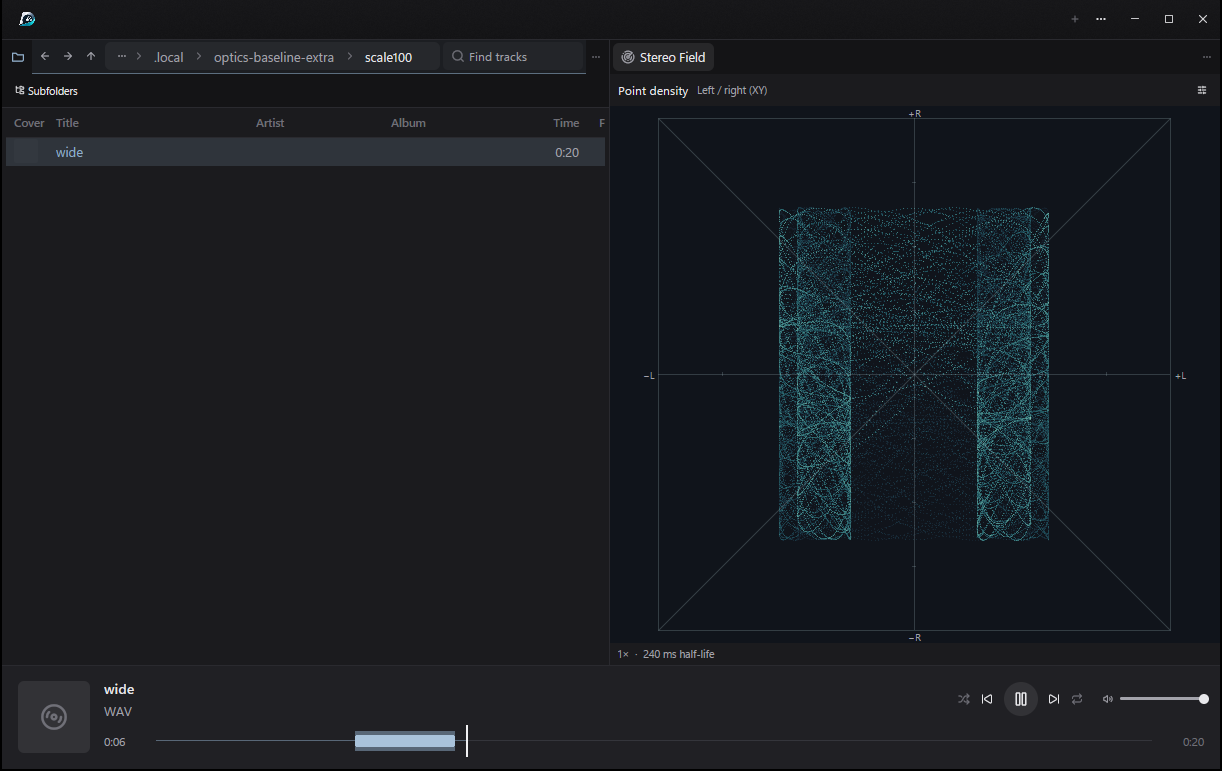 .local > optics-baseline-extra > scale100
Find tracks
Stereo Field
Subfolders
Point density Left / right (XY)
Cover Title Artist Album Time F
wide 0:20
+R
−L
+L
−R
1× · 240 ms half-life
wide
WAV
0:06
0:20